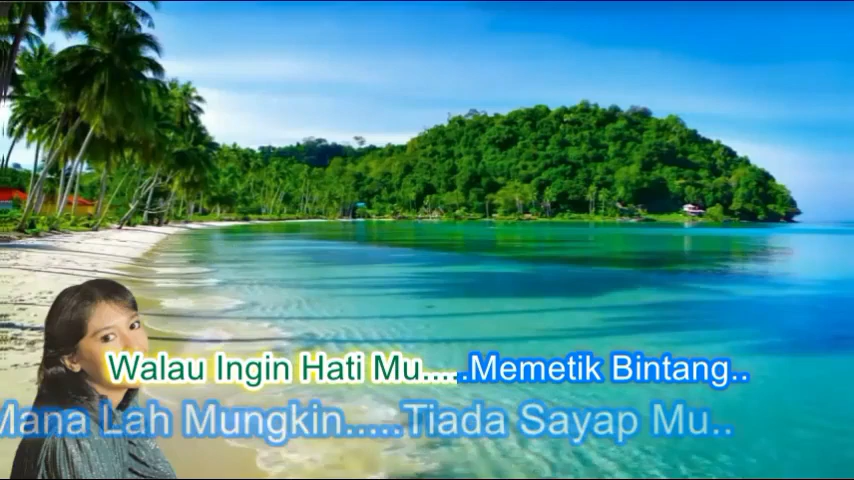 Walau Ingin Hati Mu.....Memetik Bintang..
Mana Lah Mungkin.....Tiada Sayap Mu..